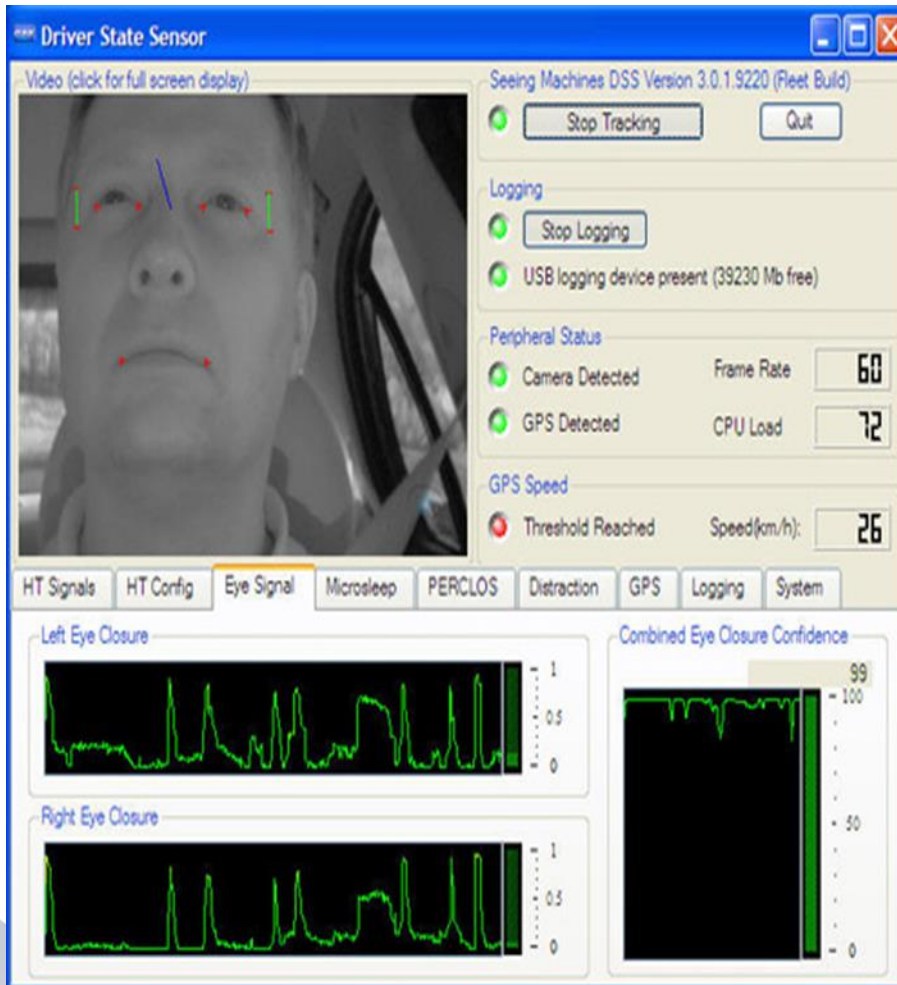 Driver State Sensor
Video (click for full screen display)
Seeing Machines DSS Version 3.0.1.9220 (Fleet Build)
Stop Tracking
Quit
Logging
Stop Logging
USB logging device present (39230 Mb free)
Peripheral Status
Camera Detected
Frame Rate
60
GPS Detected
CPU Load
72
GPS Speed
Threshold Reached
Speed(km/h):
26
HT Signals
HT Config
Eye Signal
Microsleep
PERCLOS
Distraction
GPS
Logging
System
Left Eye Closure
1
0.5
0
Right Eye Closure
1
0.5
0
Combined Eye Closure Confidence
99
100
50
0